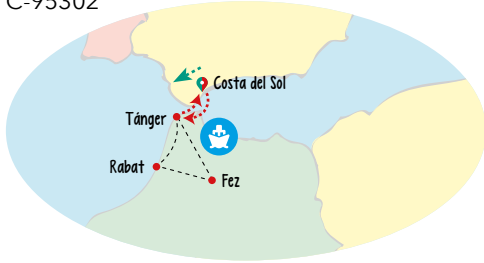 C-95302
Costa del Sol
Tánger
Rabat
Fez